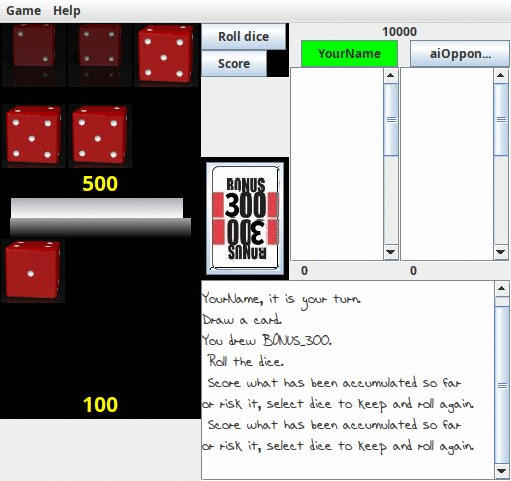 Game Help
Roll dice
Score
10000
YourName
aiOppon...
500
BONUS
300
300
BONUS
0
0
YourName, it is your turn.
Draw a card.
You drew BONUS_300.
Roll the dice.
Score what has been accumulated so far
or risk it, select dice to keep and roll again.
Score what has been accumulated so far
or risk it, select dice to keep and roll again.
100